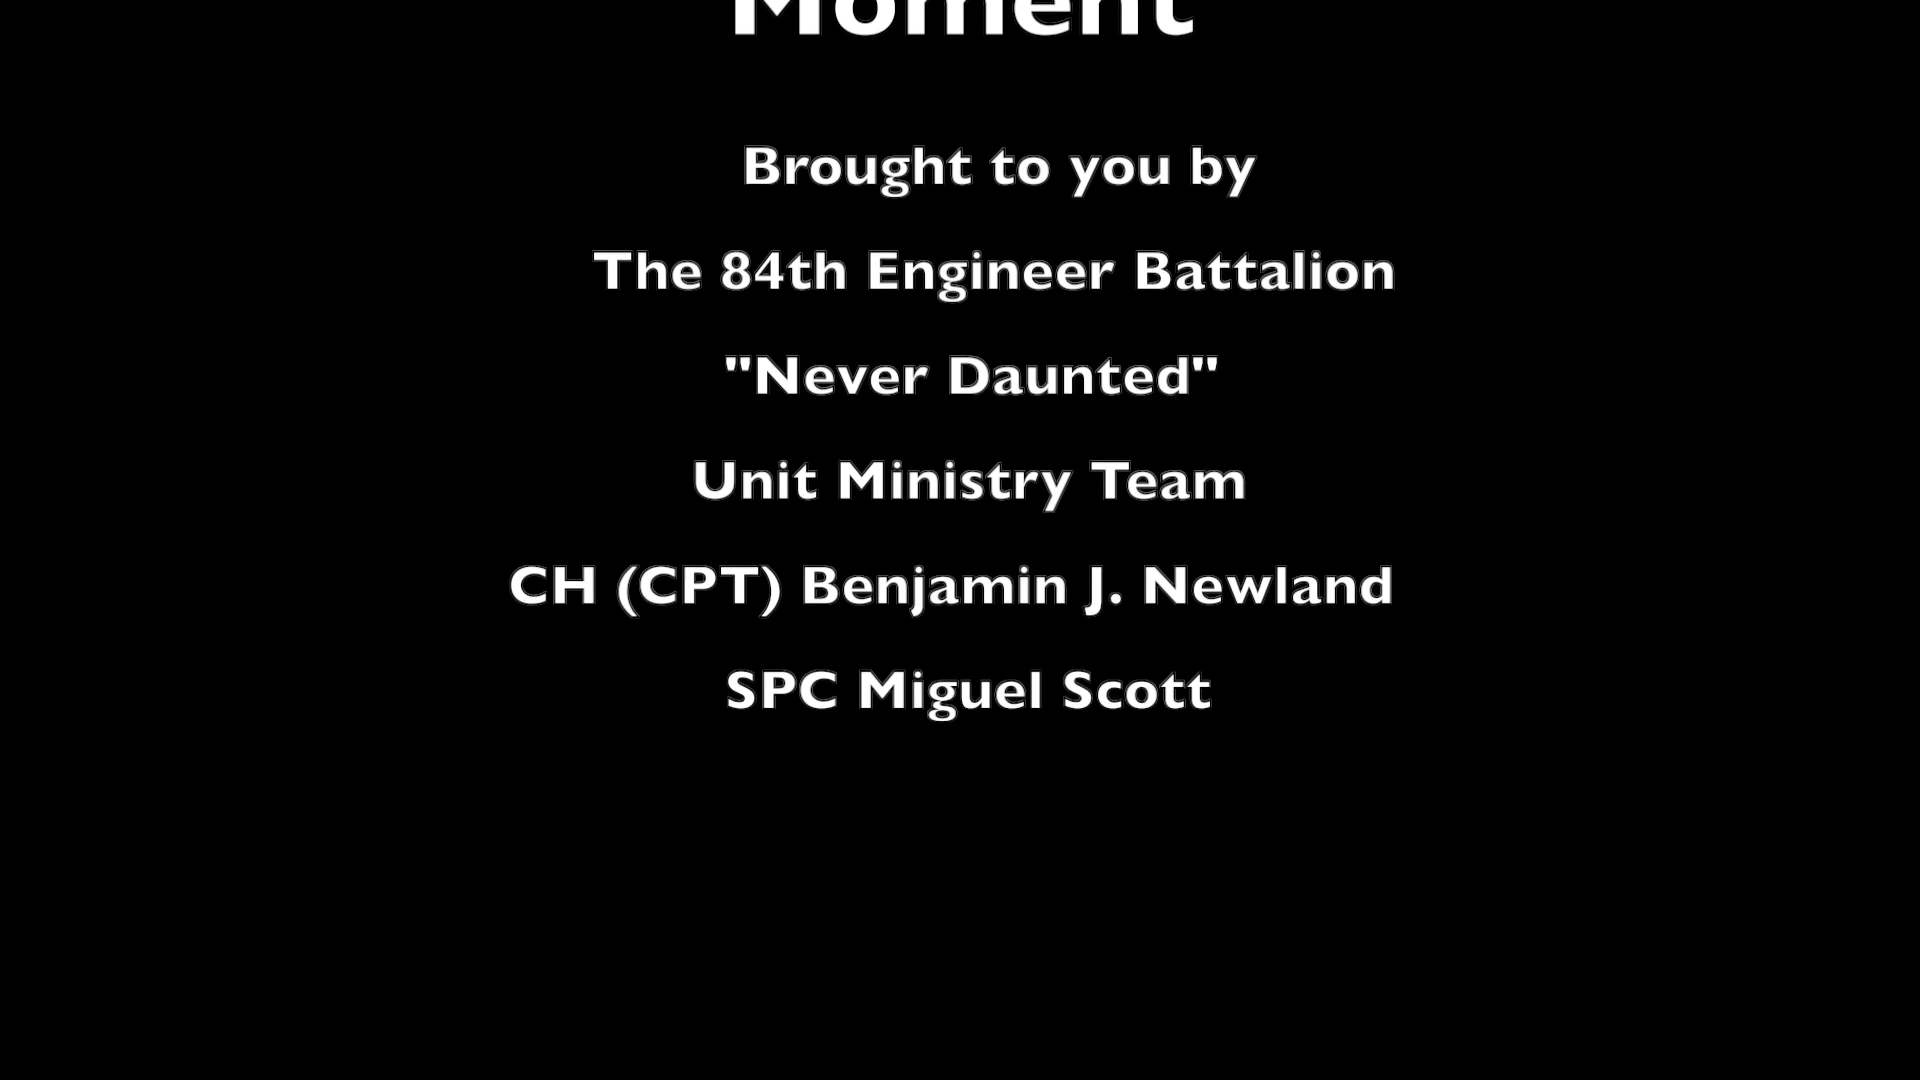 Moment
Brought to you by
The 84th Engineer Battalion
"Never Daunted"
Unit Ministry Team
CH (CPT) Benjamin J. Newland
SPC Miguel Scott